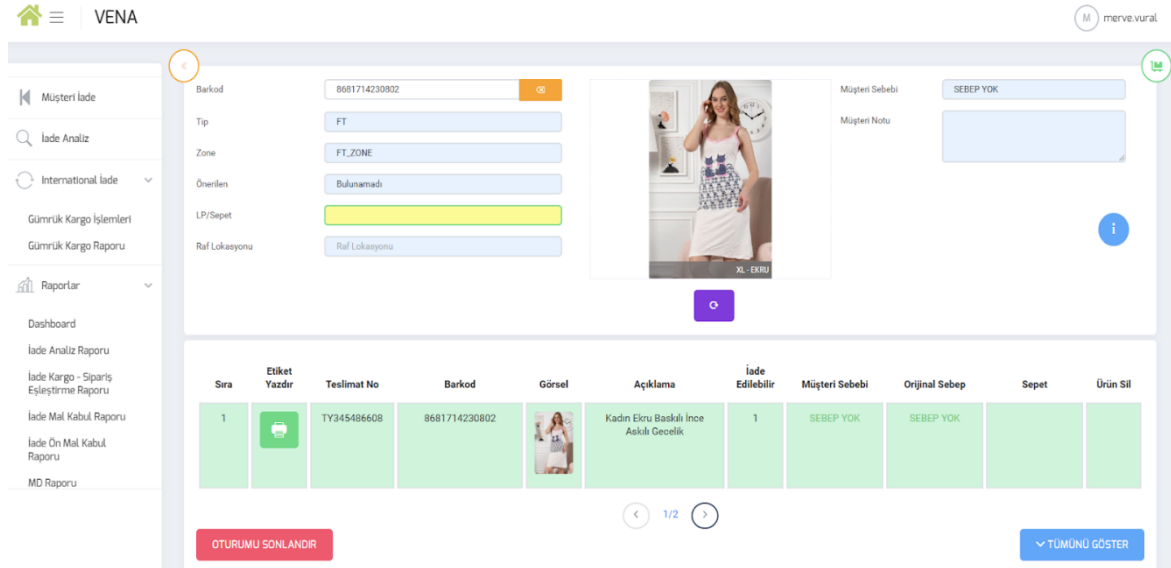 VENA
M merve.vural
Müşteri İade
İade Analiz
International İade
Gümrük Kargo İşlemleri
Gümrük Kargo Raporu
Raporlar
Dashboard
İade Analiz Raporu
İade Kargo - Sipariş
Eşleştirme Raporu
İade Mal Kabul Raporu
İade Ön Mal Kabul
Raporu
MD Raporu
Barkod 8681714230802
Tip FT
Zone FT_ZONE
Önerilen Bulunamadı
LP/Sepet
Raf Lokasyonu Raf Lokasyonu
XL - EKRU
Müşteri Sebebi SEBEP YOK
Müşteri Notu
i
Sıra Etiket Yazdır Teslimat No Barkod Görsel Açıklama İade Edilebilir Müşteri Sebebi Orijinal Sebep Sepet Ürün Sil
1 TY345486608 8681714230802 Kadın Ekru Baskılı İnce Askılı Gecelik 1 SEBEP YOK SEBEP YOK
1/2
OTURUMU SONLANDIR
TÜMÜNÜ GÖSTER